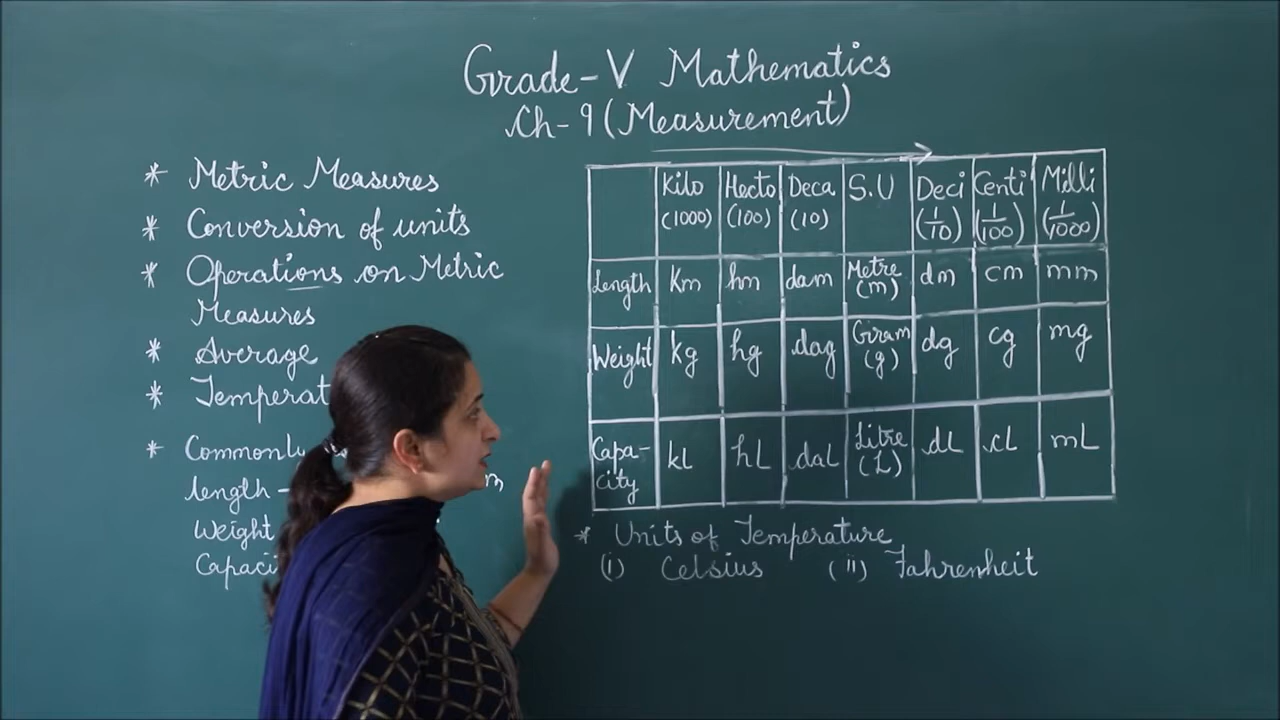 Grade-V Mathematics
Ch-9 (Measurement)
* Metric Measures
* Conversion of units
* Operations on Metric
Measures
* Average
* Temperat
* Commonly
length -
m
Weight
Capaci
Kilo (1000) Hecto (100) Deca (10) S.U Deci (1/10) Centi (1/100) Milli (1/1000)
Length Km hm dam Metre (m) dm cm mm
Weight kg hg dag Gram (g) dg cg mg
Capa-city kL hL daL Litre (L) dL cL mL
* Units of Temperature
(i) Celsius (ii) Fahrenheit